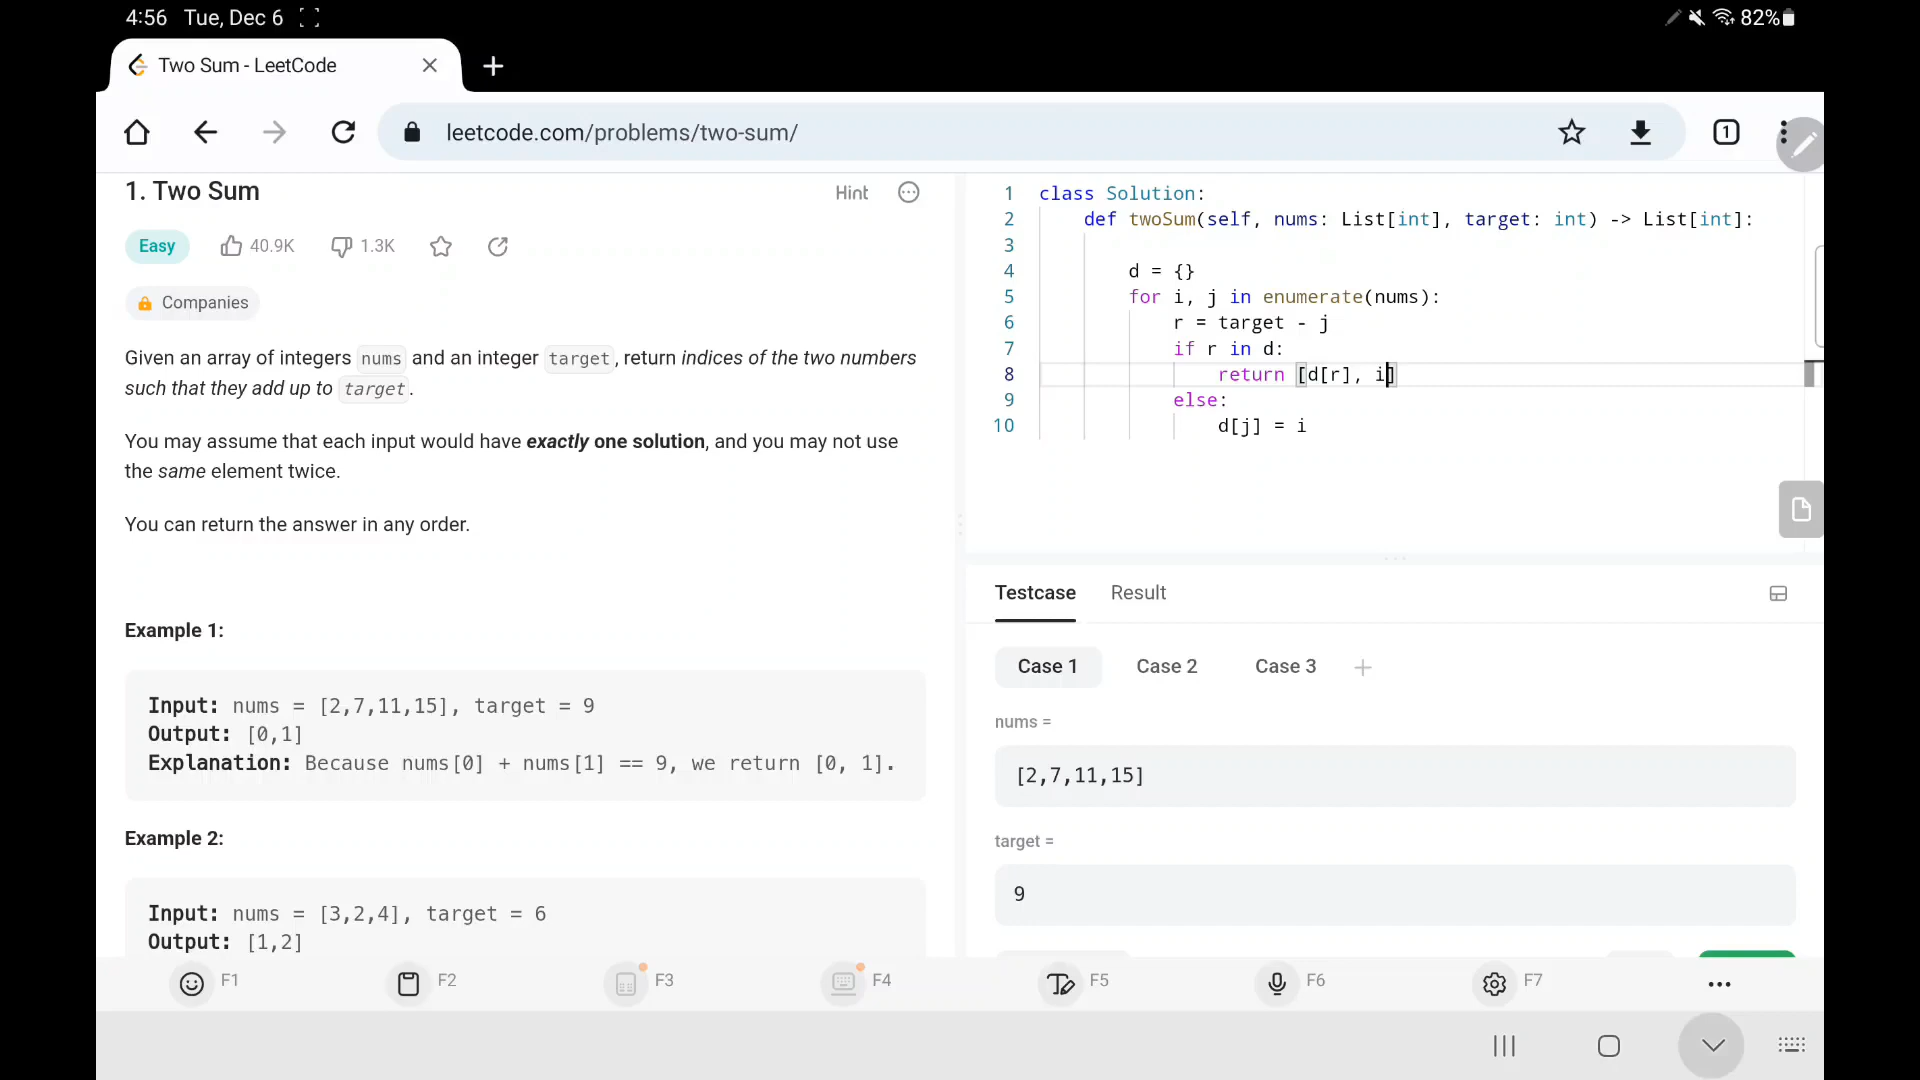 4:56 Tue, Dec 6 82%
Two Sum - LeetCode
leetcode.com/problems/two-sum/ 1
1. Two Sum Hint
Easy 40.9K 1.3K
Companies
Given an array of integers nums and an integer target, return indices of the two numbers
such that they add up to target.
You may assume that each input would have exactly one solution, and you may not use
the same element twice.
You can return the answer in any order.
Example 1:
Input: nums = [2,7,11,15], target = 9
Output: [0,1]
Explanation: Because nums[0] + nums[1] == 9, we return [0, 1].
Example 2:
Input: nums = [3,2,4], target = 6
Output: [1,2]
1 class Solution:
2 def twoSum(self, nums: List[int], target: int) -> List[int]:
3
4 d = {}
5 for i, j in enumerate(nums):
6 r = target - j
7 if r in d:
8 return [d[r], i]
9 else:
10 d[j] = i
Testcase Result
Case 1 Case 2 Case 3 +
nums =
[2,7,11,15]
target =
9
F1 F2 F3 F4 F5 F6 F7